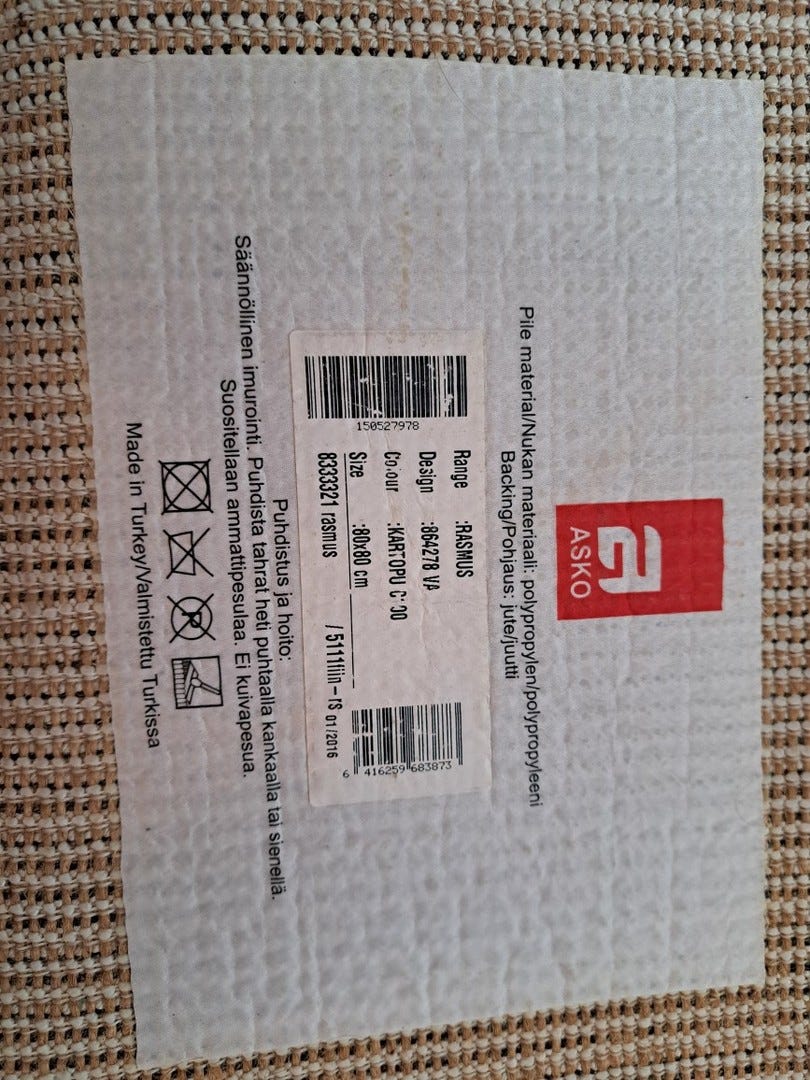 ASKO
Pile material/Nukan materiaali: polypropylen/polypropyleeni
Backing/Pohjaus: jute/juutti
150527978
Range :RASMUS
Design :864278 VA
:KARTOPU
Size :80x80 cm
8333321 rasmus
01/2016
6 416259 683873
Puhdistus ja hoito:
Säännöllinen imurointi. Puhdista tahrat heti puhtaalla kankaalla tai sienellä.
Suositellaan ammattipesulaa. Ei kuivapesua.
Made in Turkey/Valmistettu Turkissa